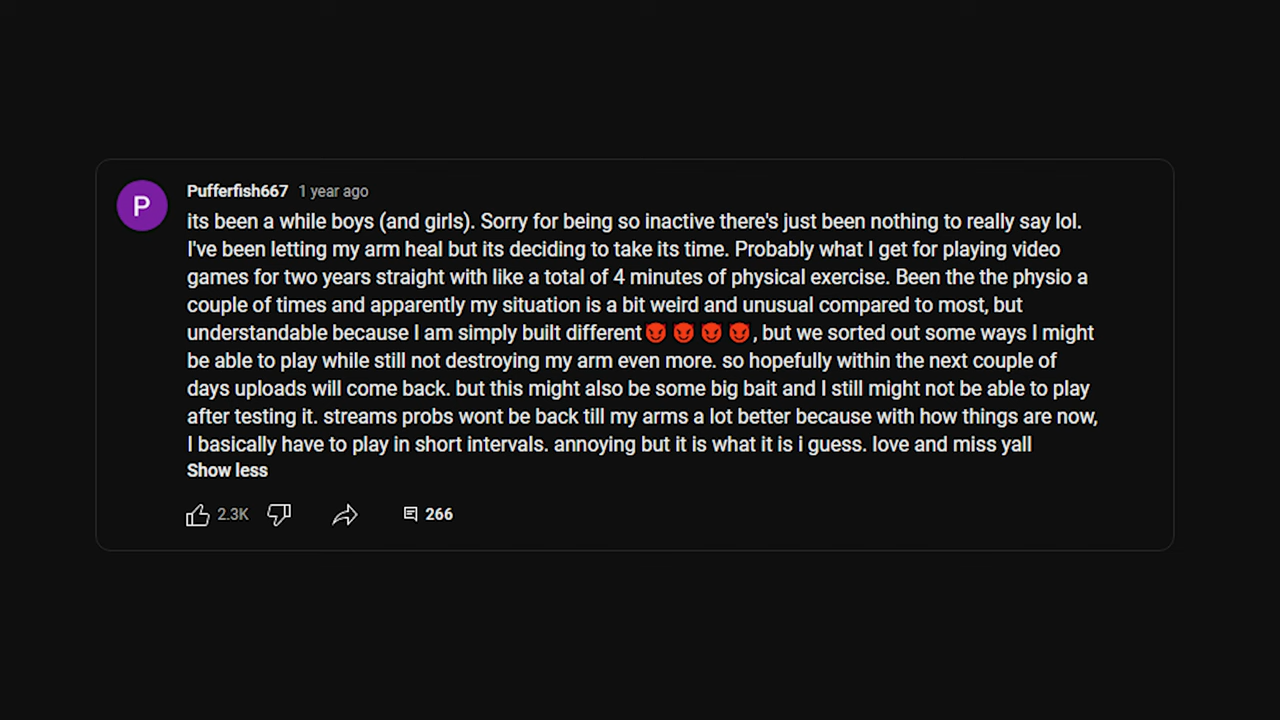 P
Pufferfish667 1 year ago
its been a while boys (and girls). Sorry for being so inactive there's just been nothing to really say lol.
I've been letting my arm heal but its deciding to take its time. Probably what I get for playing video
games for two years straight with like a total of 4 minutes of physical exercise. Been the the physio a
couple of times and apparently my situation is a bit weird and unusual compared to most, but
understandable because I am simply built different😈😈😈😈, but we sorted out some ways I might
be able to play while still not destroying my arm even more. so hopefully within the next couple of
days uploads will come back. but this might also be some big bait and I still might not be able to play
after testing it. streams probs wont be back till my arms a lot better because with how things are now,
I basically have to play in short intervals. annoying but it is what it is i guess. love and miss yall
Show less
2.3K 266